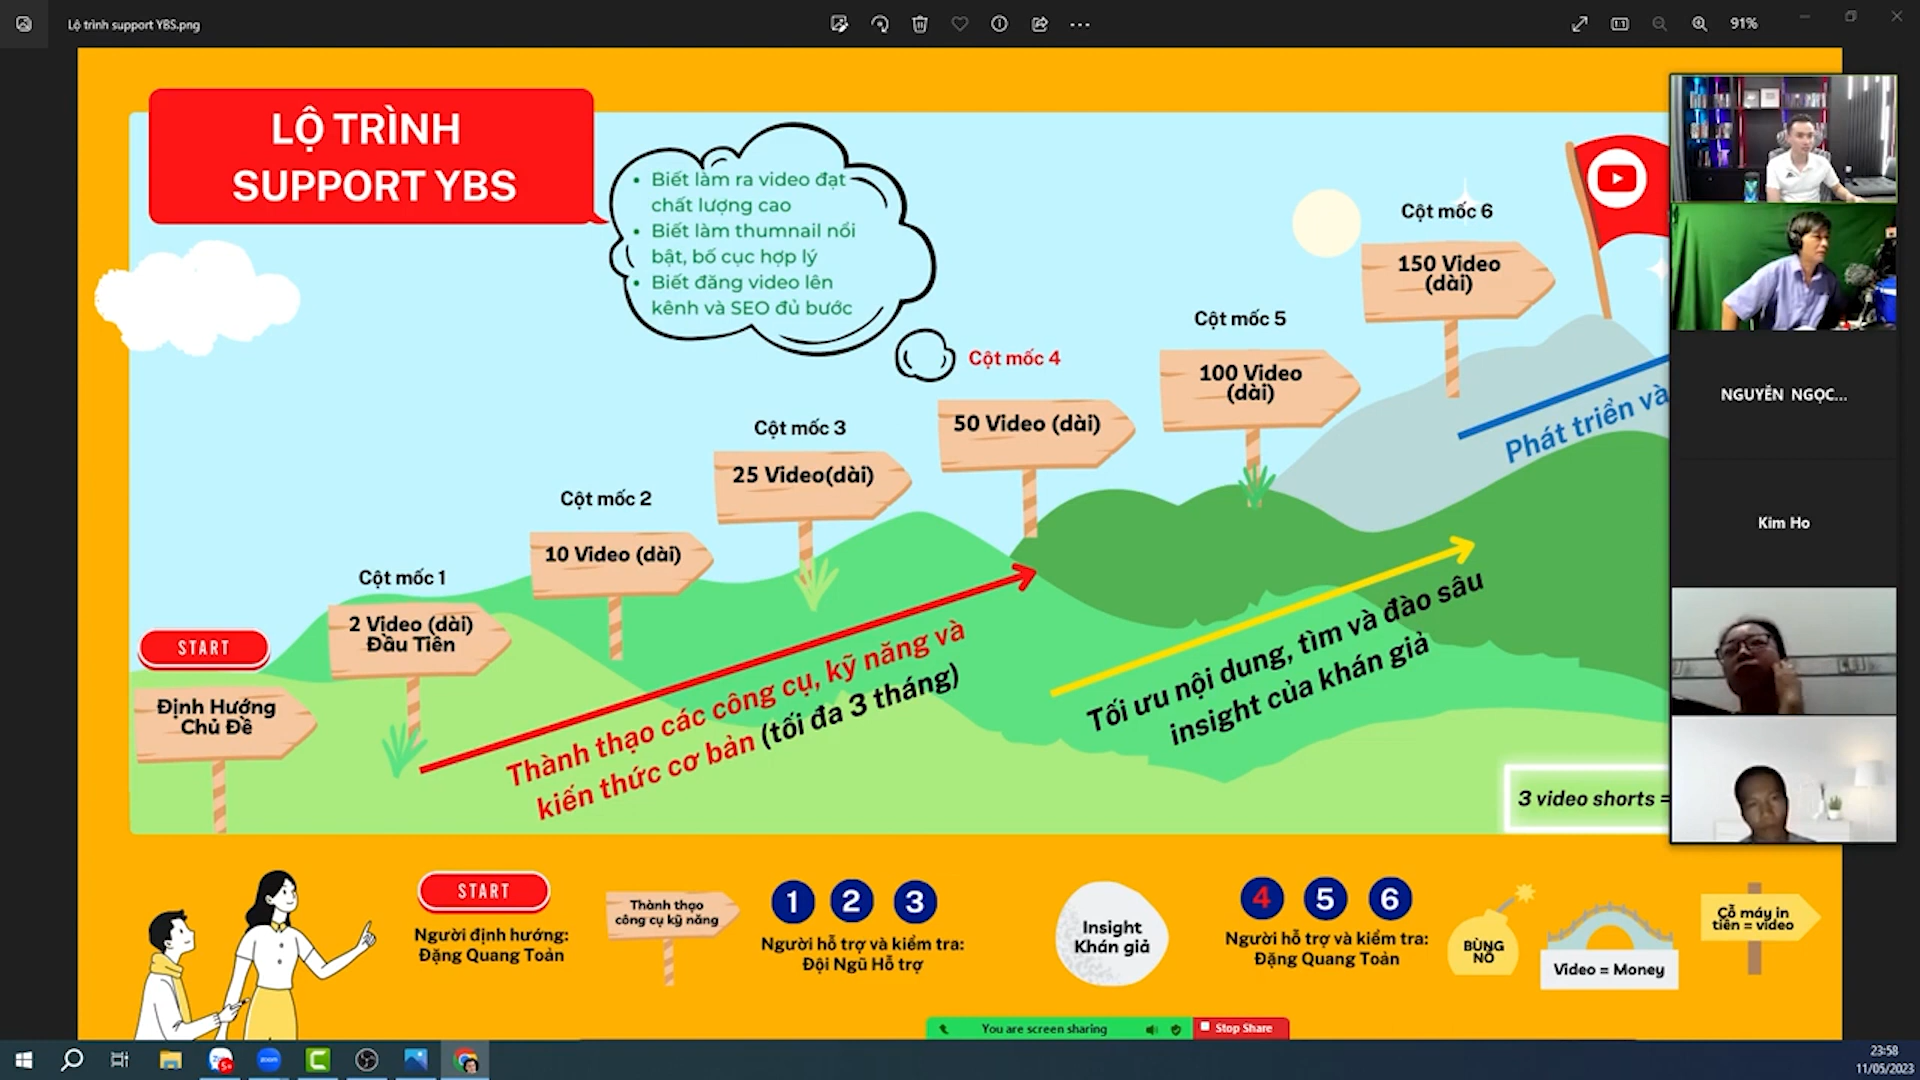 Lộ trình support YBS.png
91%
LỘ TRÌNH
SUPPORT YBS
• Biết làm ra video đạt
chất lượng cao
• Biết làm thumnail nổi
bật, bố cục hợp lý
• Biết đăng video lên
kênh và SEO đủ bước
Cột mốc 6
150 Video
(dài)
Cột mốc 5
100 Video
(dài)
Cột mốc 4
50 Video (dài)
Cột mốc 3
25 Video(dài)
Cột mốc 2
10 Video (dài)
Cột mốc 1
2 Video (dài)
Đầu Tiên
START
Định Hướng
Chủ Đề
Thành thạo các công cụ, kỹ năng và
kiến thức cơ bản (tối đa 3 tháng)
Tối ưu nội dung, tìm và đào sâu
insight của khán giả
Phát triển và
3 video shorts =
NGUYỄN NGỌC...
Kim Ho
START
Người định hướng:
Đặng Quang Toản
Thành thạo
công cụ kỹ năng
1 2 3
Người hỗ trợ và kiểm tra:
Đội Ngũ Hỗ trợ
Insight
Khán giả
4 5 6
Người hỗ trợ và kiểm tra:
Đặng Quang Toản
BÙNG
NỔ
Video = Money
Cỗ máy in
tiền = video
You are screen sharing
Stop Share
zoom
5+
23:58
11/05/2023